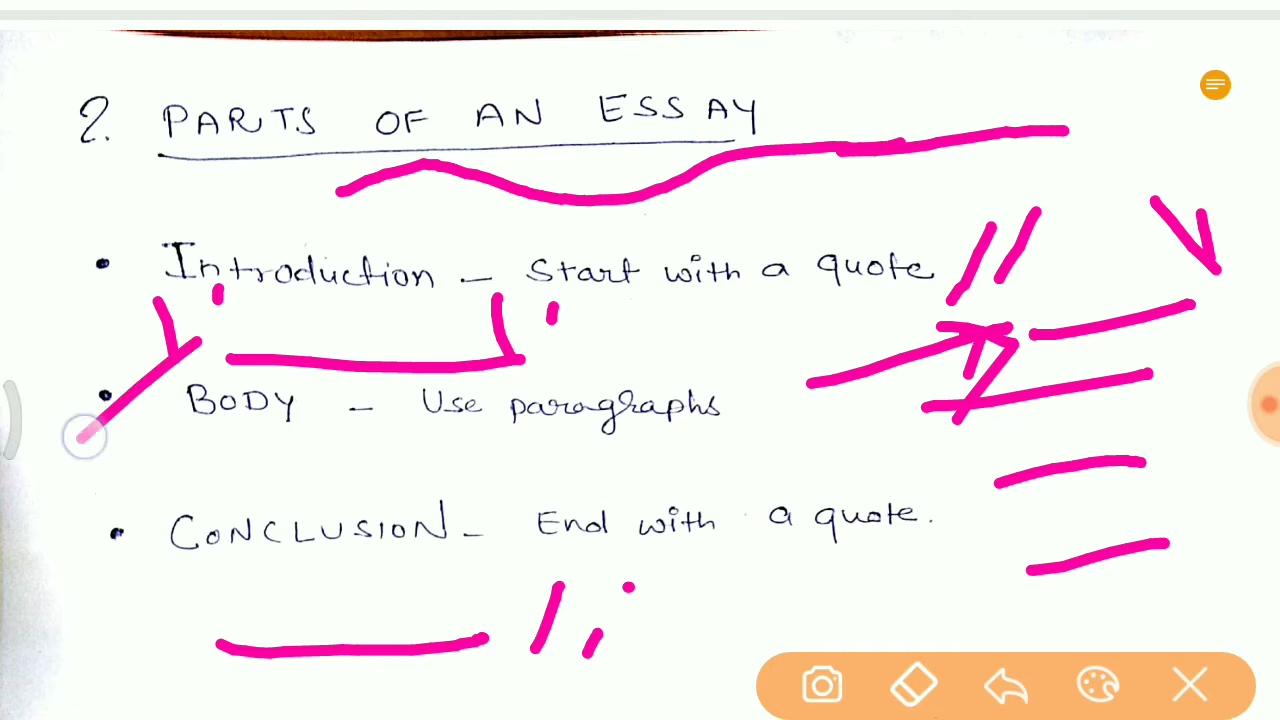 2. PARTS OF AN ESSAY
• Introduction - Start with a quote
• BODY - Use paragraphs
• CONCLUSION - End with a quote.